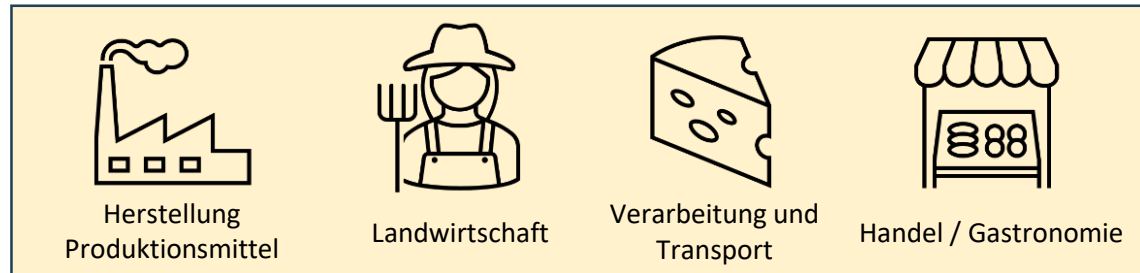 Herstellung
Produktionsmittel
Landwirtschaft
Verarbeitung und
Transport
Handel / Gastronomie